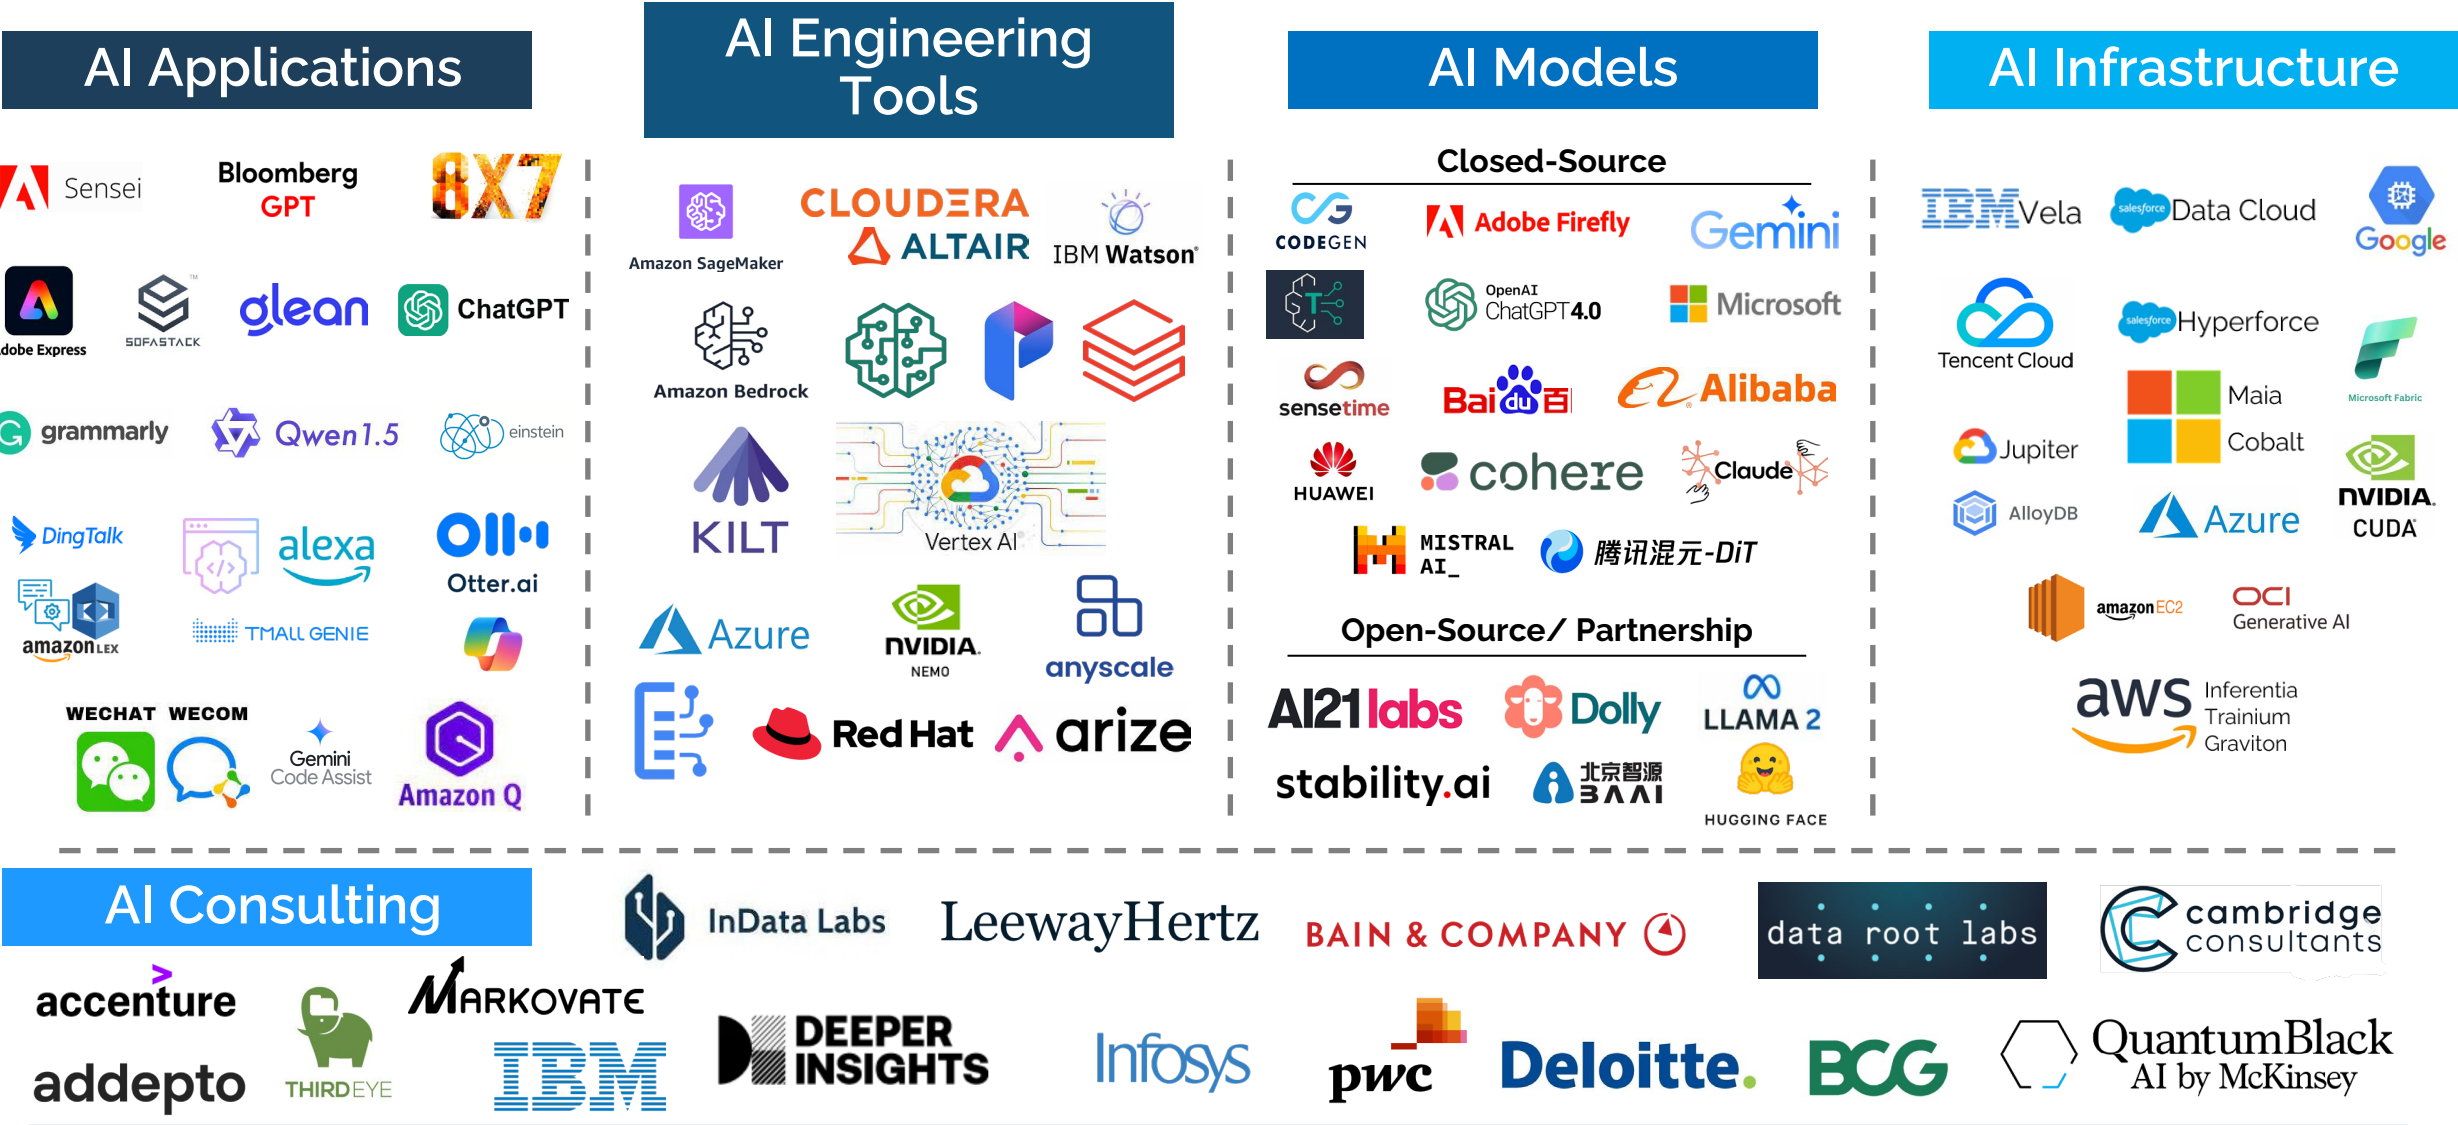 AI Applications
AI Engineering
Tools
AI Models
AI Infrastructure
Sensei
Bloomberg
GPT
8X7
dobe Express
SOFASTACK
TM
glean
ChatGPT
grammarly
Qwen1.5
einstein
DingTalk
alexa
Otter.ai
amazon LEX
TMALL GENIE
WECHAT WECOM
Gemini
Code Assist
Amazon Q
Amazon SageMaker
CLOUDERA
ALTAIR
IBM Watson
Amazon Bedrock
KILT
Vertex AI
Azure
NVIDIA.
NEMO
anyscale
Red Hat
arize
Closed-Source
CODEGEN
Adobe Firefly
Gemini
T
OpenAI
ChatGPT4.0
Microsoft
sensetime
Bai du 百
Alibaba
HUAWEI
cohere
Claude
MISTRAL
AI_
腾讯混元-DiT
Open-Source/ Partnership
AI21 labs
Dolly
LLAMA 2
stability.ai
北京智源
BAAI
HUGGING FACE
IBM Vela
salesforce Data Cloud
Google
Tencent Cloud
salesforce Hyperforce
Microsoft Fabric
Maia
Cobalt
Jupiter
NVIDIA.
CUDA
AlloyDB
Azure
amazon EC2
OCI
Generative AI
aws
Inferentia
Trainium
Graviton
AI Consulting
InData Labs
LeewayHertz
BAIN & COMPANY
data root labs
cambridge
consultants
accenture
THIRDEYE
MARKOVATE
addepto
IBM
DEEPER
INSIGHTS
Infosys
pwc
Deloitte.
BCG
QuantumBlack
AI by McKinsey